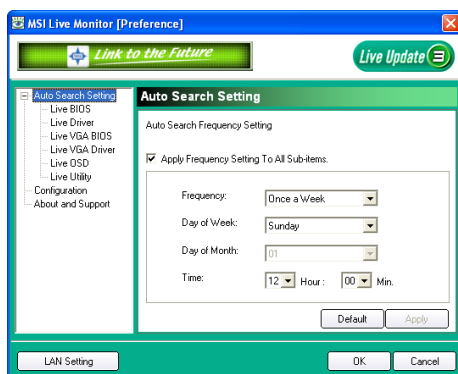 MSI Live Monitor [Preference]
Link to the Future
Live Update
Auto Search Setting
Live BIOS
Live Driver
Live VGA BIOS
Live VGA Driver
Live OSD
Live Utility
Configuration
About and Support
Auto Search Setting
Auto Search Frequency Setting
Apply Frequency Setting To All Sub-items.
Frequency: Once a Week
Day of Week: Sunday
Day of Month: 01
Time: 12 Hour : 00 Min.
Default Apply
LAN Setting OK Cancel